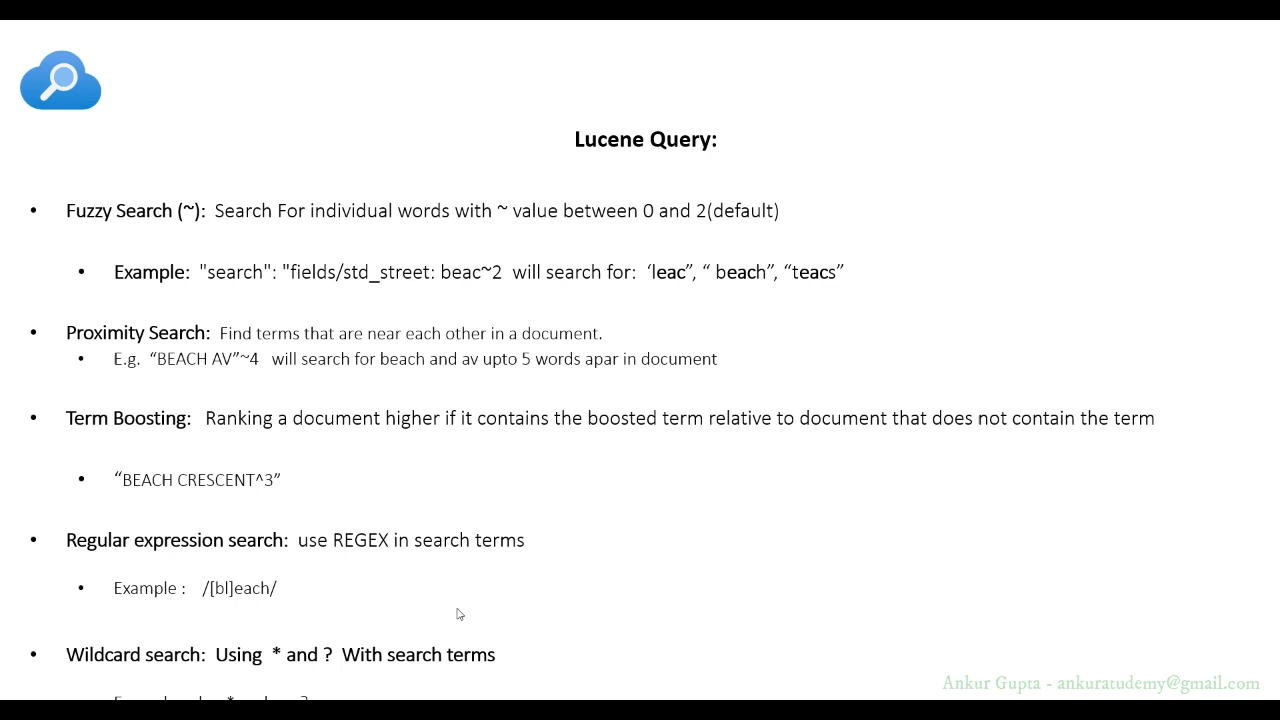 Lucene Query:
• Fuzzy Search (~): Search For individual words with ~ value between 0 and 2(default)
• Example: "search": "fields/std_street: beac~2 will search for: ‘leac”, “ beach”, “teacs”
• Proximity Search: Find terms that are near each other in a document.
• E.g. “BEACH AV”~4 will search for beach and av upto 5 words apar in document
• Term Boosting: Ranking a document higher if it contains the boosted term relative to document that does not contain the term
• “BEACH CRESCENT^3”
• Regular expression search: use REGEX in search terms
• Example : /[bl]each/
• Wildcard search: Using * and ? With search terms
Ankur Gupta - ankuratudemy@gmail.com